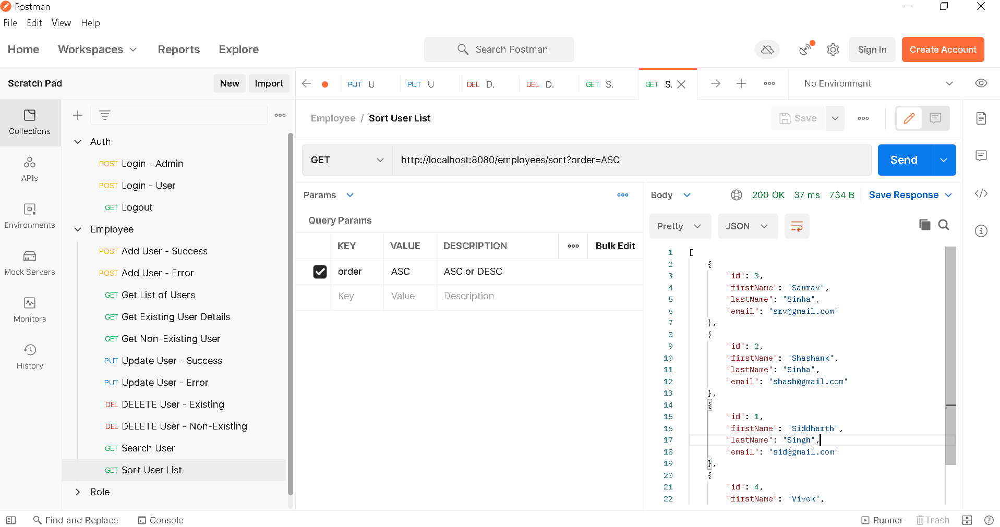 Postman
File Edit View Help
Home Workspaces Reports Explore Search Postman Sign In Create Account
Scratch Pad New Import
PUT U PUT U DEL D. DEL D. GET S. GET S. No Environment
Collections
APIs
Environments
Mock Servers
Monitors
History
Auth
POST Login - Admin
POST Login - User
GET Logout
Employee
POST Add User - Success
POST Add User - Error
GET Get List of Users
GET Get Existing User Details
GET Get Non-Existing User
PUT Update User - Success
PUT Update User - Error
DEL DELETE User - Existing
DEL DELETE User - Non-Existing
GET Search User
GET Sort User List
Role
Employee / Sort User List Save
GET http://localhost:8080/employees/sort?order=ASC Send
Params
Query Params
KEY VALUE DESCRIPTION Bulk Edit
order ASC ASC or DESC
Key Value Description
Body 200 OK 37 ms 734 B Save Response
Pretty JSON
1 [
2 {
3 "id": 3,
4 "firstName": "Saurav",
5 "lastName": "Sinha",
6 "email": "srv@gmail.com"
7 },
8 {
9 "id": 2,
10 "firstName": "Shashank",
11 "lastName": "Sinha",
12 "email": "shash@gmail.com"
13 },
14 {
15 "id": 1,
16 "firstName": "Siddharth",
17 "lastName": "Singh",
18 "email": "sid@gmail.com"
19 },
20 {
21 "id": 4,
22 "firstName": "Vivek",
Find and Replace Console Runner Trash